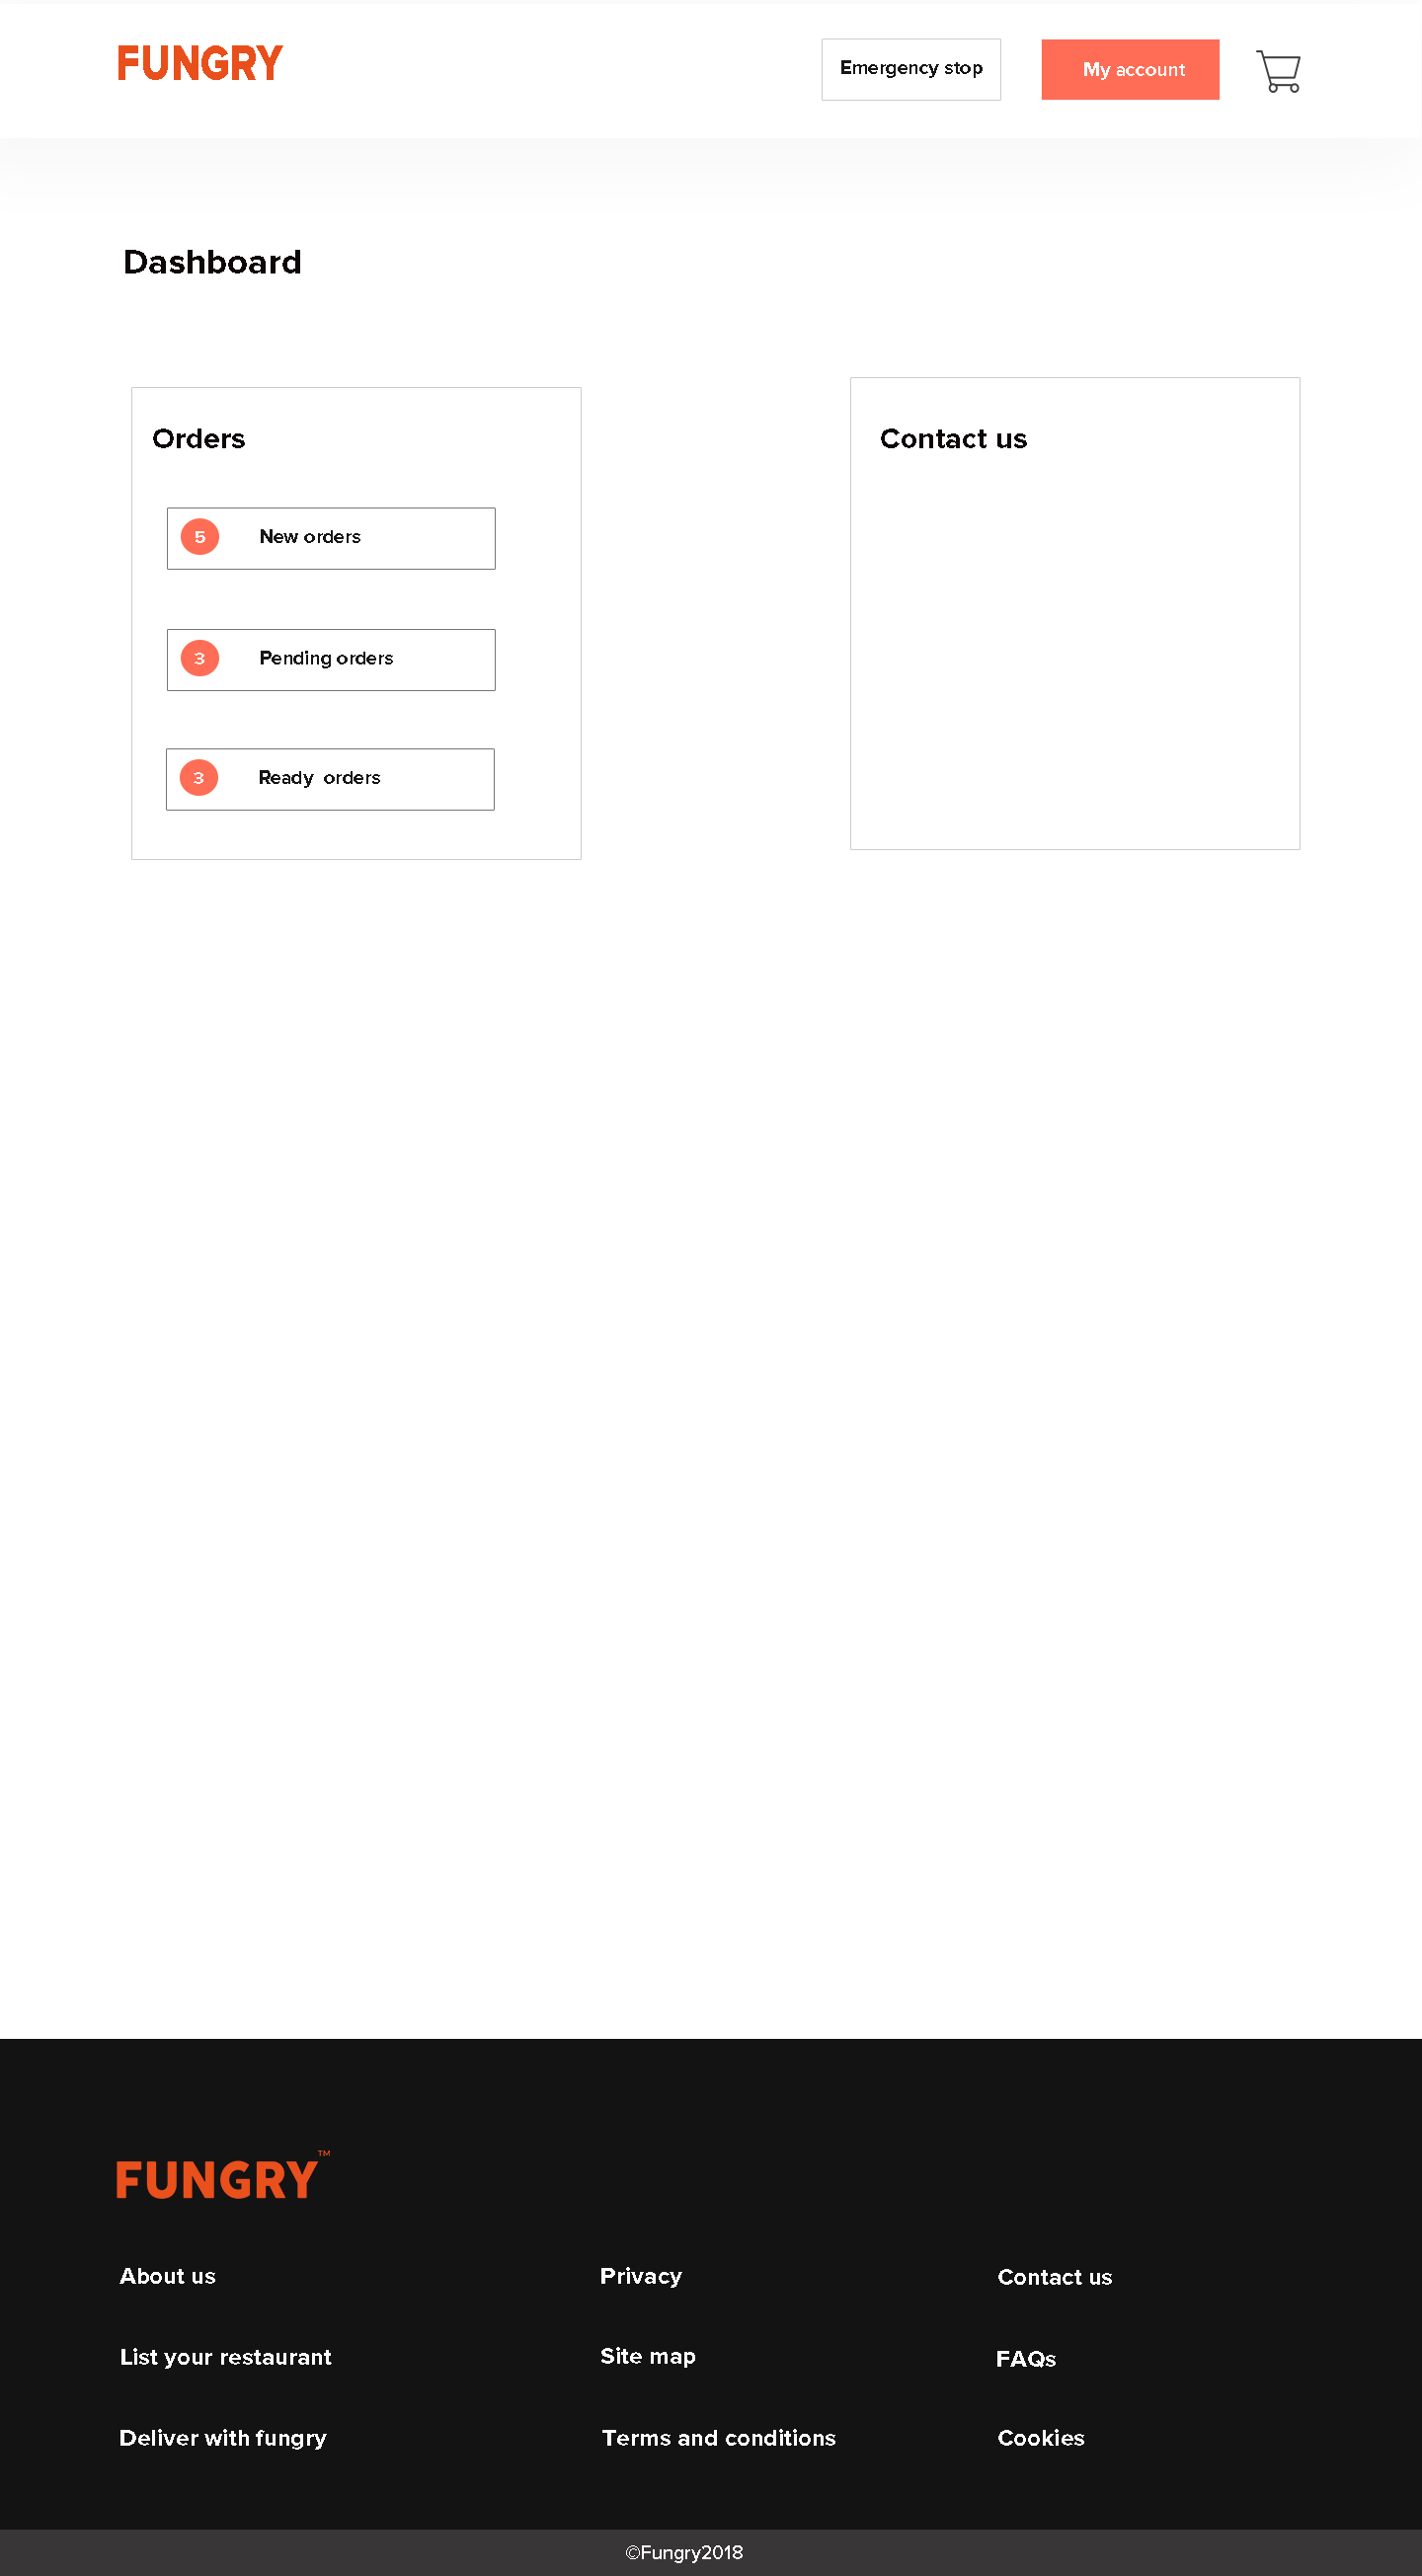 FUNGRY
Emergency stop
My account
Dashboard
Orders
Contact us
5 New orders
3 Pending orders
3 Ready orders
FUNGRY™
About us
Privacy
Contact us
List your restaurant
Site map
FAQs
Deliver with fungry
Terms and conditions
Cookies
©Fungry2018